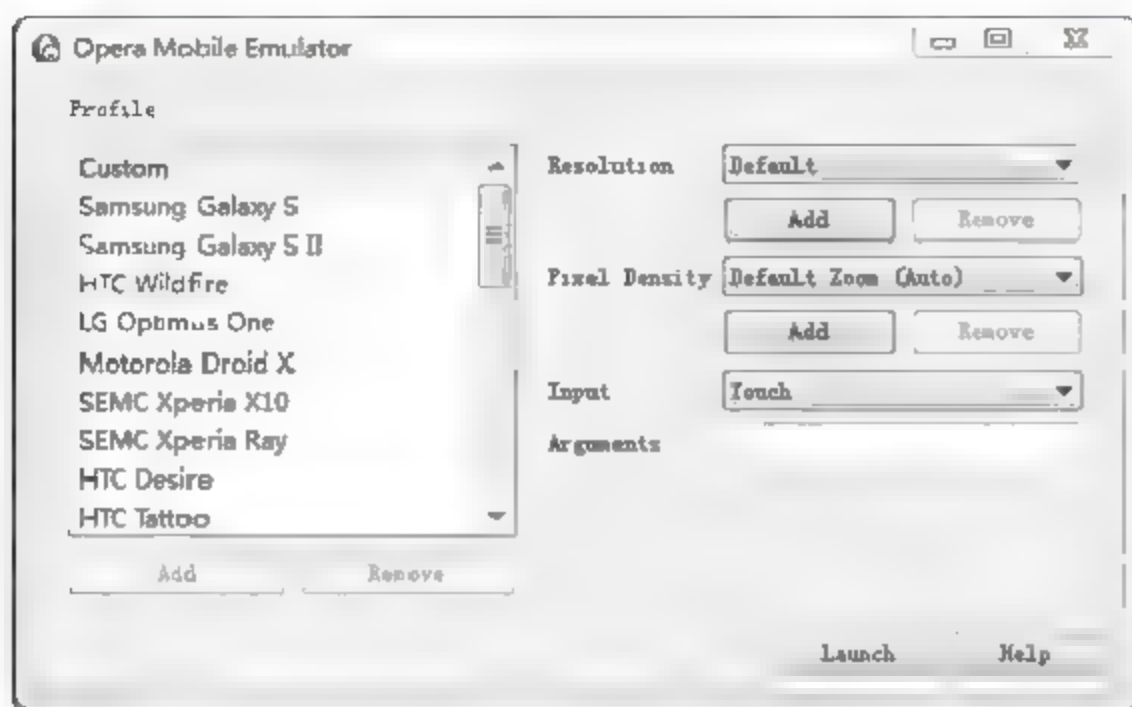 Opera Mobile Emulator
Profile
Custom
Samsung Galaxy S
Samsung Galaxy S II
HTC Wildfire
LG Optimus One
Motorola Droid X
SEMC Xperia X10
SEMC Xperia Ray
HTC Desire
HTC Tattoo
Add Remove
Resolution Default
Add Remove
Pixel Density Default Zoom (Auto)
Add Remove
Input Touch
Arguments
Launch Help